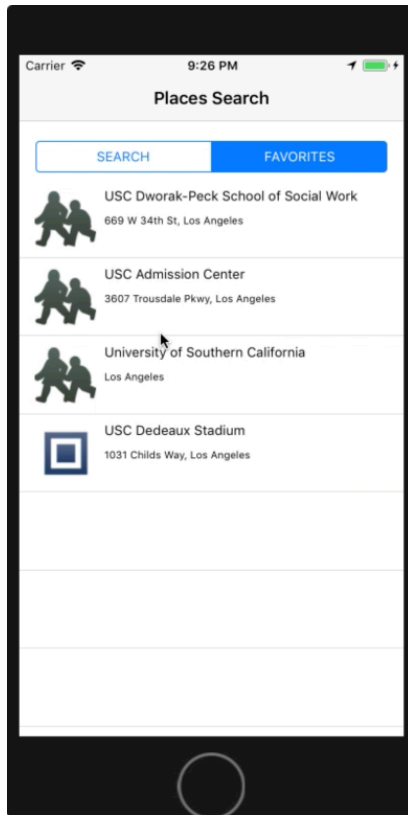 Carrier 9:26 PM
Places Search
SEARCH FAVORITES
USC Dworak-Peck School of Social Work
669 W 34th St, Los Angeles
USC Admission Center
3607 Trousdale Pkwy, Los Angeles
University of Southern California
Los Angeles
USC Dedeaux Stadium
1031 Childs Way, Los Angeles